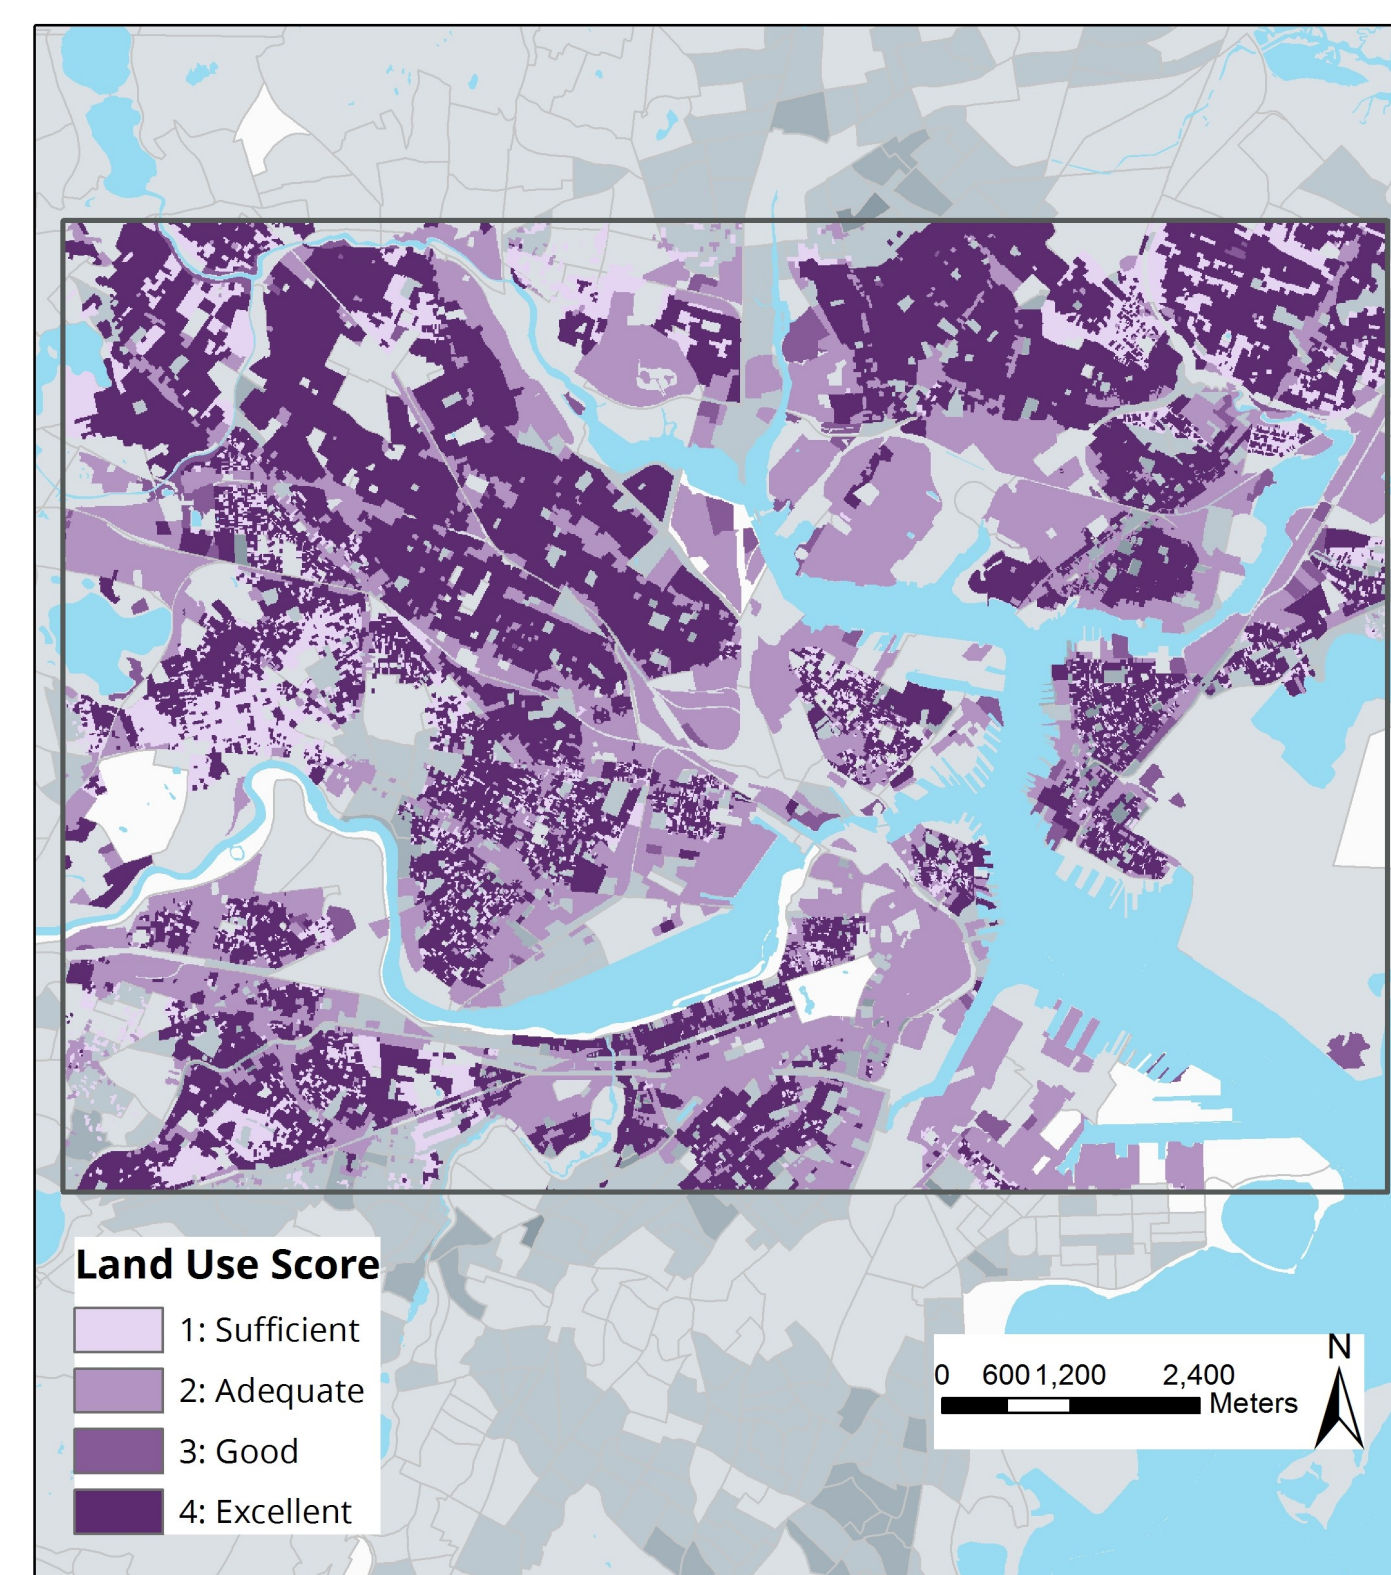 Land Use Score
1: Sufficient
2: Adequate
3: Good
4: Excellent
N
0 600 1,200 2,400
Meters